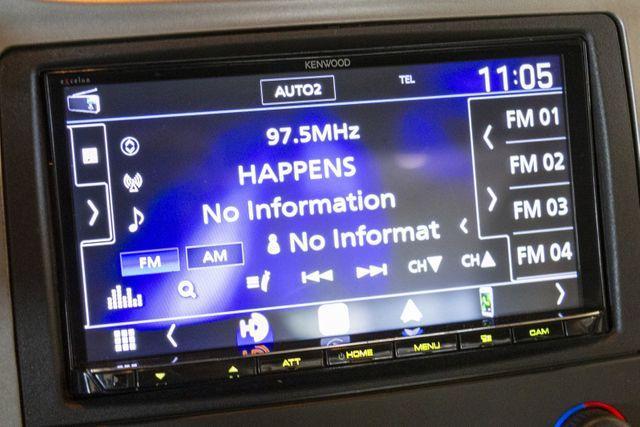 KENWOOD
excelon
AUTO2
TEL
11:05
97.5MHz
HAPPENS
No Information
No Informat
FM 01
FM 02
FM 03
FM 04
FM
AM
CH▼
CH▲
ATT
HOME
MENU
CAM